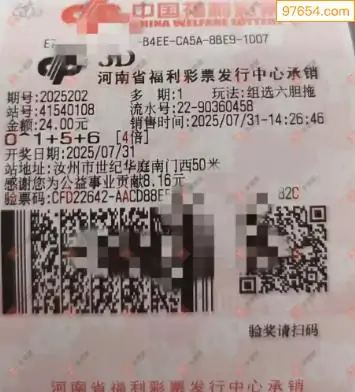 97654.com
中国福利彩票
CHINA WELFARE LOTTERY
-B4EE-CA5A-8BE9-1007
3D
河南省福利彩票发行中心承销
期号:2025202 多期:1 玩法:组选六胆拖
站号:41540108 流水号:22-90360458
金额:24.00元 销售时间:2025/07/31-14:26:46
0~1+5+6 [4倍]
开奖日期:2025/07/31
站地址:汝州市世纪华庭南门西50米
感谢您为公益事业贡献8.16元
验票码:CFD22642-AACD88EF 82C
验奖请扫码
河南省福利彩票发行中心承销